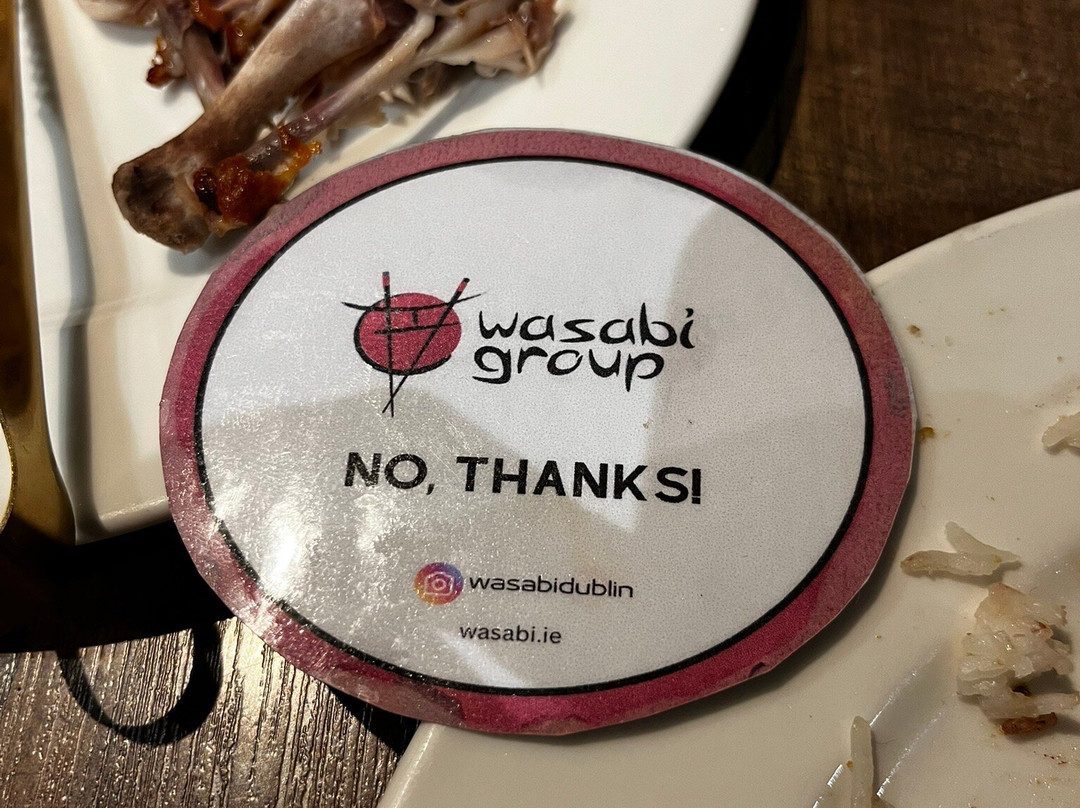 wasabi
group
NO, THANKS!
wasabidublin
wasabi.ie